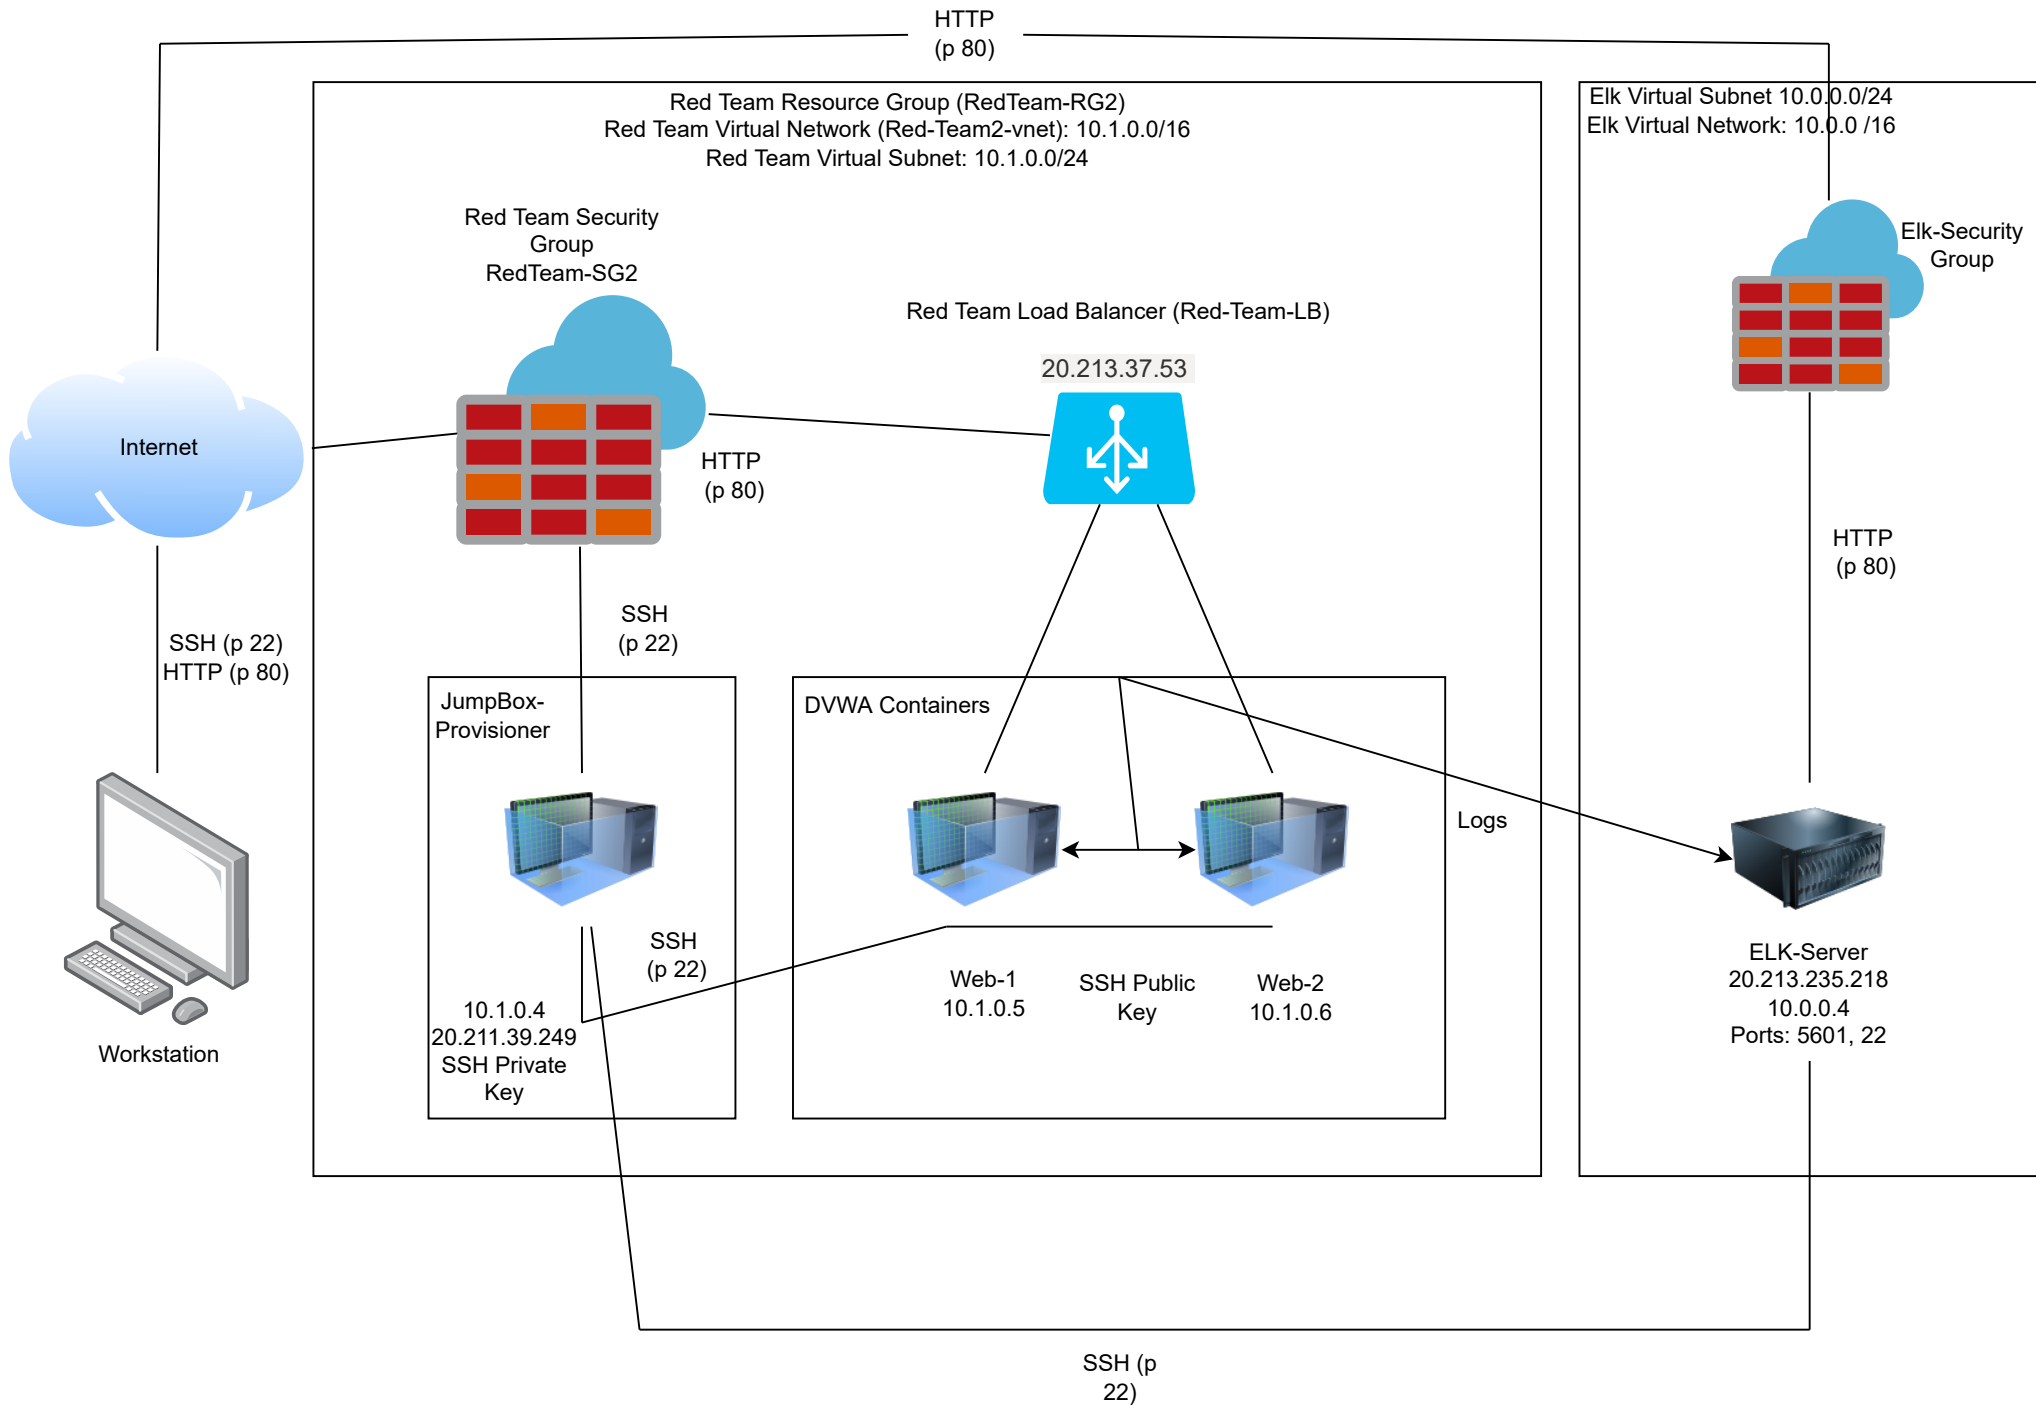 HTTP
(p 80)
Red Team Resource Group (RedTeam-RG2)
Red Team Virtual Network (Red-Team2-vnet): 10.1.0.0/16
Red Team Virtual Subnet: 10.1.0.0/24
Elk Virtual Subnet 10.0.0.0/24
Elk Virtual Network: 10.0.0 /16
Red Team Security
Group
RedTeam-SG2
Elk-Security
Group
Red Team Load Balancer (Red-Team-LB)
20.213.37.53
Internet
HTTP
(p 80)
HTTP
(p 80)
SSH
(p 22)
SSH (p 22)
HTTP (p 80)
JumpBox-
Provisioner
DVWA Containers
Logs
SSH
(p 22)
10.1.0.4
20.211.39.249
SSH Private
Key
Web-1
10.1.0.5
SSH Public
Key
Web-2
10.1.0.6
ELK-Server
20.213.235.218
10.0.0.4
Ports: 5601, 22
Workstation
SSH (p
22)